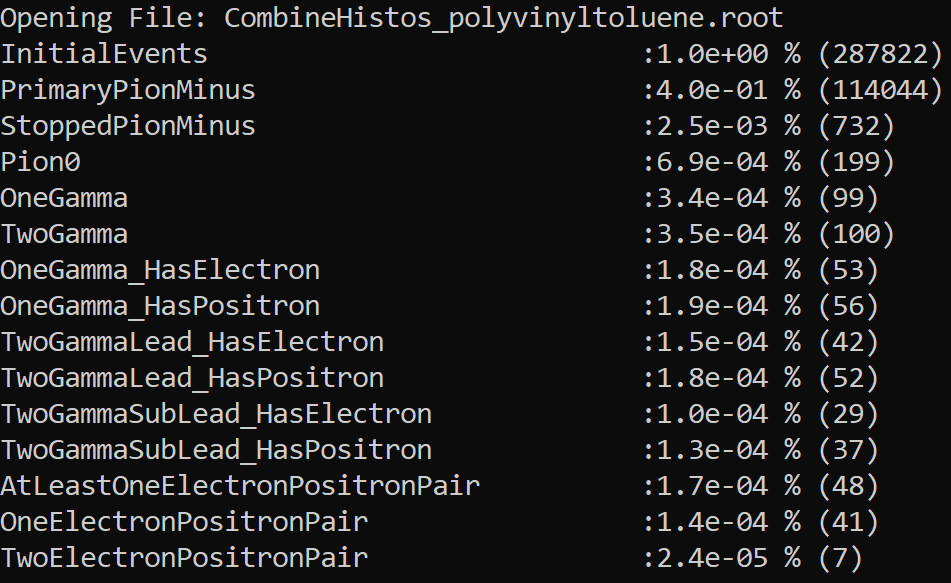 Opening File: CombineHistos_polyvinyltoluene.root
InitialEvents :1.0e+00 % (287822)
PrimaryPionMinus :4.0e-01 % (114044)
StoppedPionMinus :2.5e-03 % (732)
Pion0 :6.9e-04 % (199)
OneGamma :3.4e-04 % (99)
TwoGamma :3.5e-04 % (100)
OneGamma_HasElectron :1.8e-04 % (53)
OneGamma_HasPositron :1.9e-04 % (56)
TwoGammaLead_HasElectron :1.5e-04 % (42)
TwoGammaLead_HasPositron :1.8e-04 % (52)
TwoGammaSubLead_HasElectron :1.0e-04 % (29)
TwoGammaSubLead_HasPositron :1.3e-04 % (37)
AtLeastOneElectronPositronPair :1.7e-04 % (48)
OneElectronPositronPair :1.4e-04 % (41)
TwoElectronPositronPair :2.4e-05 % (7)